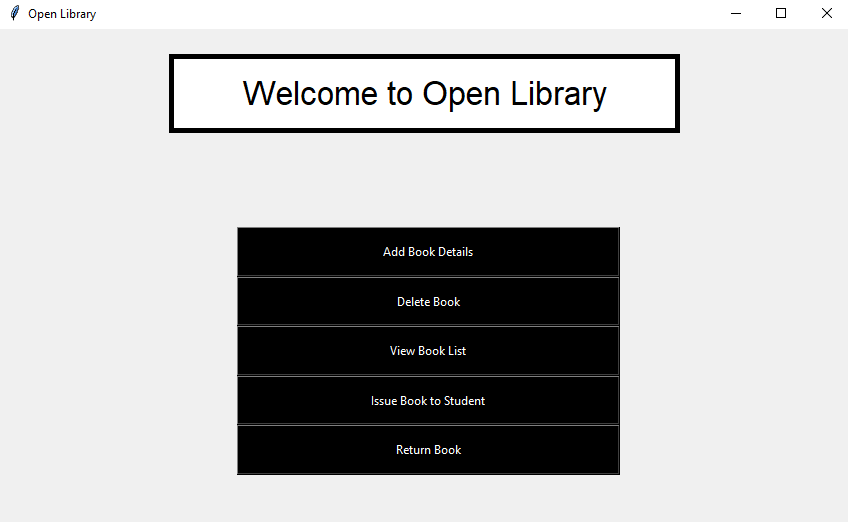 Open Library
Welcome to Open Library
Add Book Details
Delete Book
View Book List
Issue Book to Student
Return Book